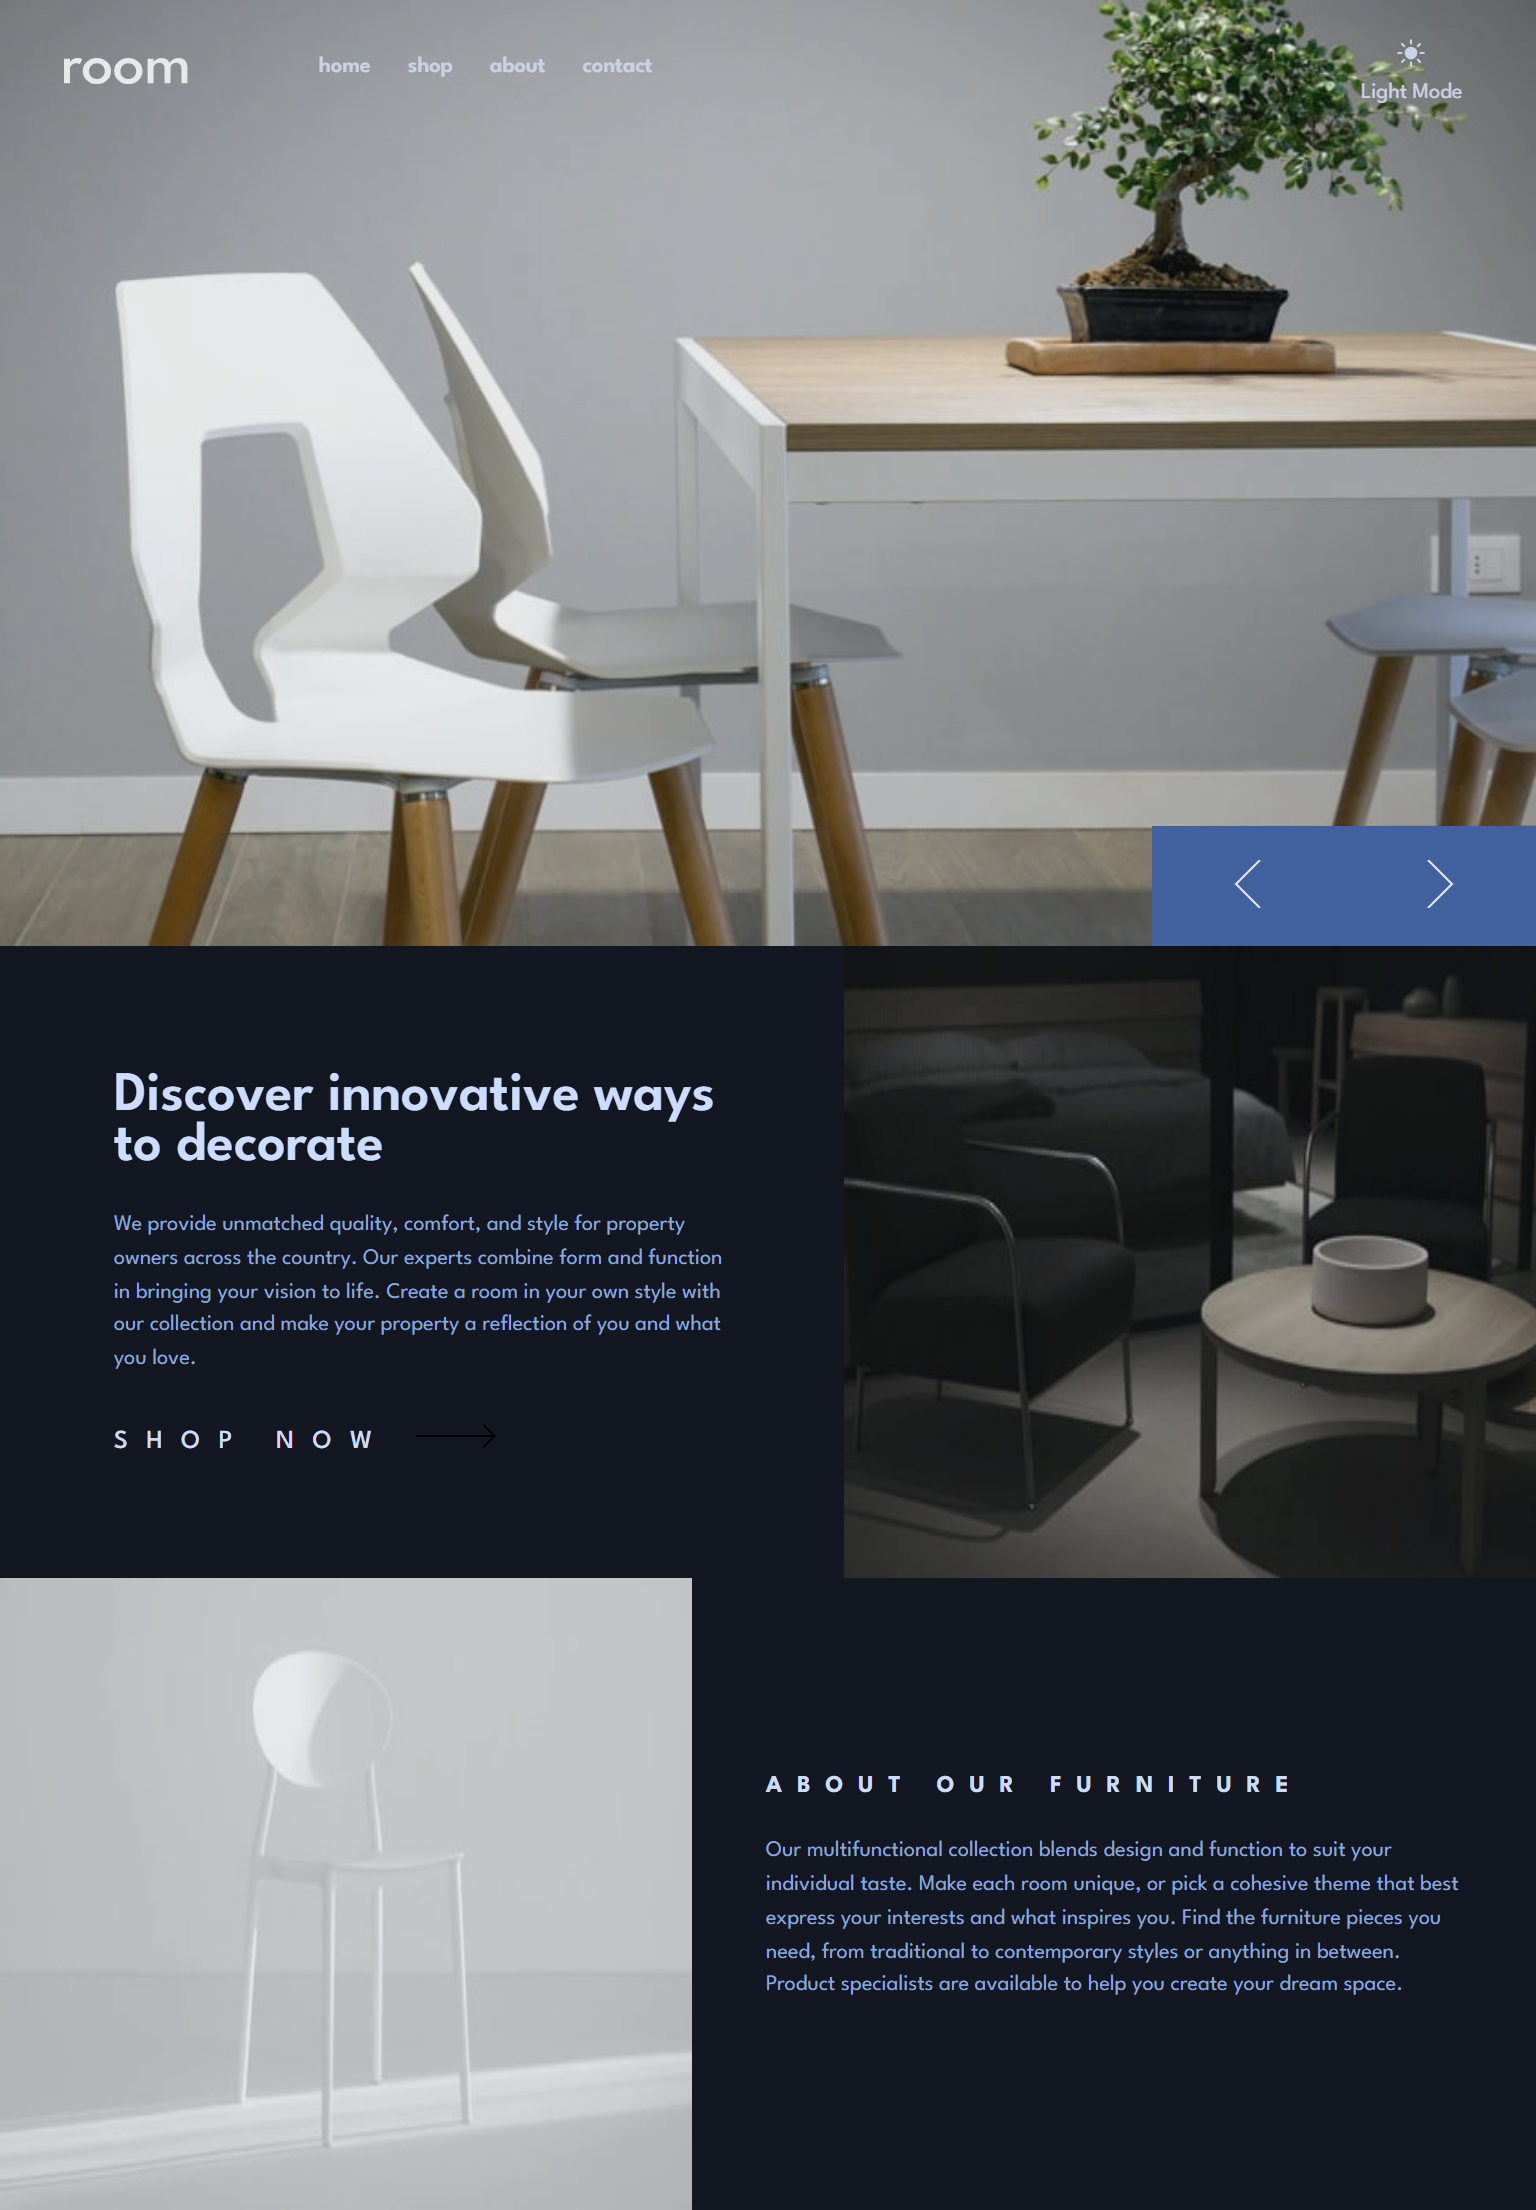 room
home shop about contact
Light Mode
Discover innovative ways
to decorate
We provide unmatched quality, comfort, and style for property
owners across the country. Our experts combine form and function
in bringing your vision to life. Create a room in your own style with
our collection and make your property a reflection of you and what
you love.
SHOP NOW
ABOUT OUR FURNITURE
Our multifunctional collection blends design and function to suit your
individual taste. Make each room unique, or pick a cohesive theme that best
express your interests and what inspires you. Find the furniture pieces you
need, from traditional to contemporary styles or anything in between.
Product specialists are available to help you create your dream space.